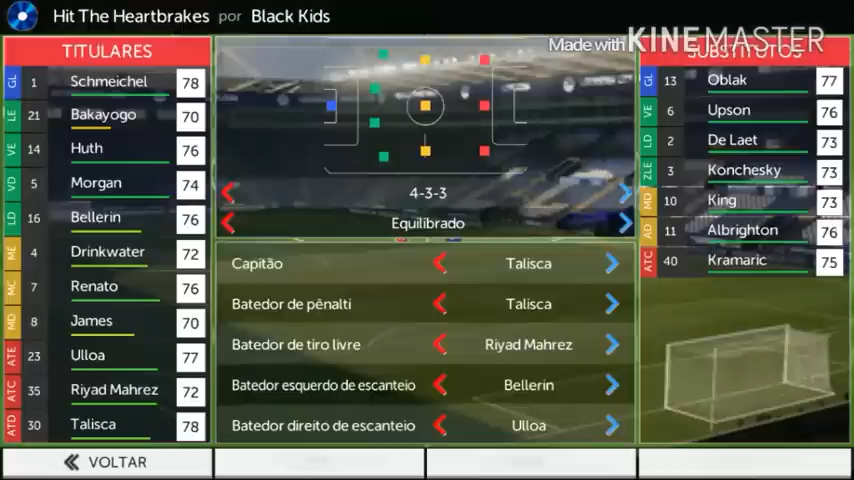 Hit The Heartbrakes por Black Kids
Made with KINEMASTER
TITULARES
GL 1 Schmeichel 78
LE 21 Bakayogo 70
VE 14 Huth 76
VD 5 Morgan 74
LD 16 Bellerin 76
ME 4 Drinkwater 72
MC 7 Renato 76
MD 8 James 70
ATE 23 Ulloa 77
ATC 35 Riyad Mahrez 72
ATD 30 Talisca 78
4-3-3
Equilibrado
Capitão Talisca
Batedor de pênalti Talisca
Batedor de tiro livre Riyad Mahrez
Batedor esquerdo de escanteio Bellerin
Batedor direito de escanteio Ulloa
SUBSTITUTOS
GL 13 Oblak 77
VE 6 Upson 76
LD 2 De Laet 73
ZLE 3 Konchesky 73
MD 10 King 73
AD 11 Albrighton 76
ATC 40 Kramaric 75
VOLTAR